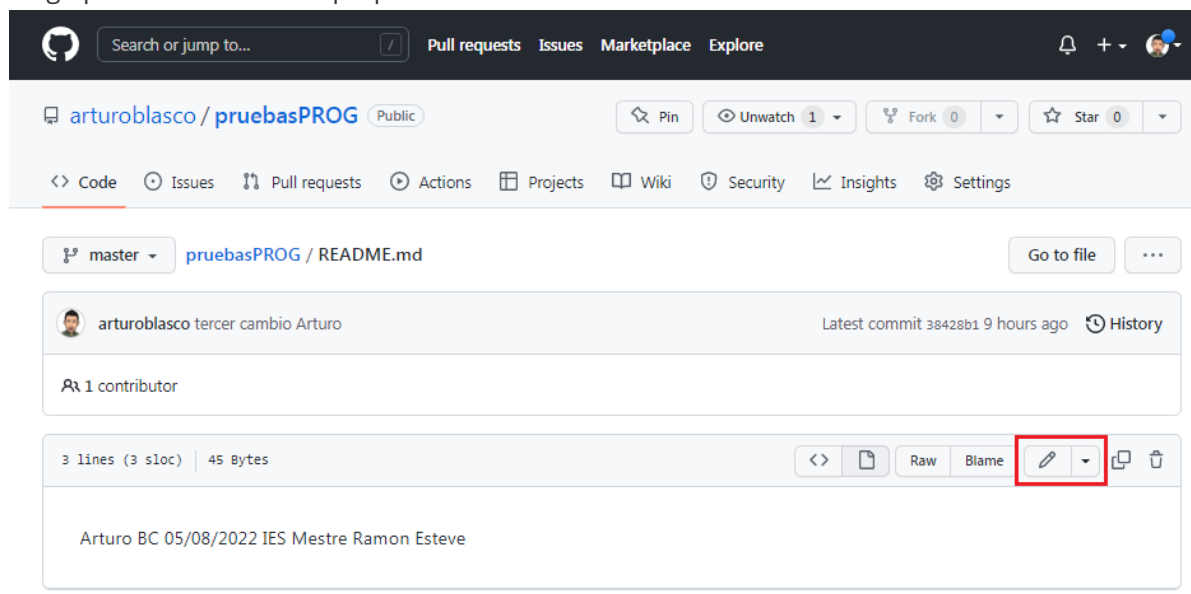 Search or jump to... / Pull requests Issues Marketplace Explore
arturoblasco / pruebasPROG Public Pin Unwatch 1 Fork 0 Star 0
<> Code Issues Pull requests Actions Projects Wiki Security Insights Settings
master pruebasPROG / README.md Go to file ...
arturoblasco tercer cambio Arturo Latest commit 38428b1 9 hours ago History
1 contributor
3 lines (3 sloc) 45 Bytes <> Raw Blame
Arturo BC 05/08/2022 IES Mestre Ramon Esteve